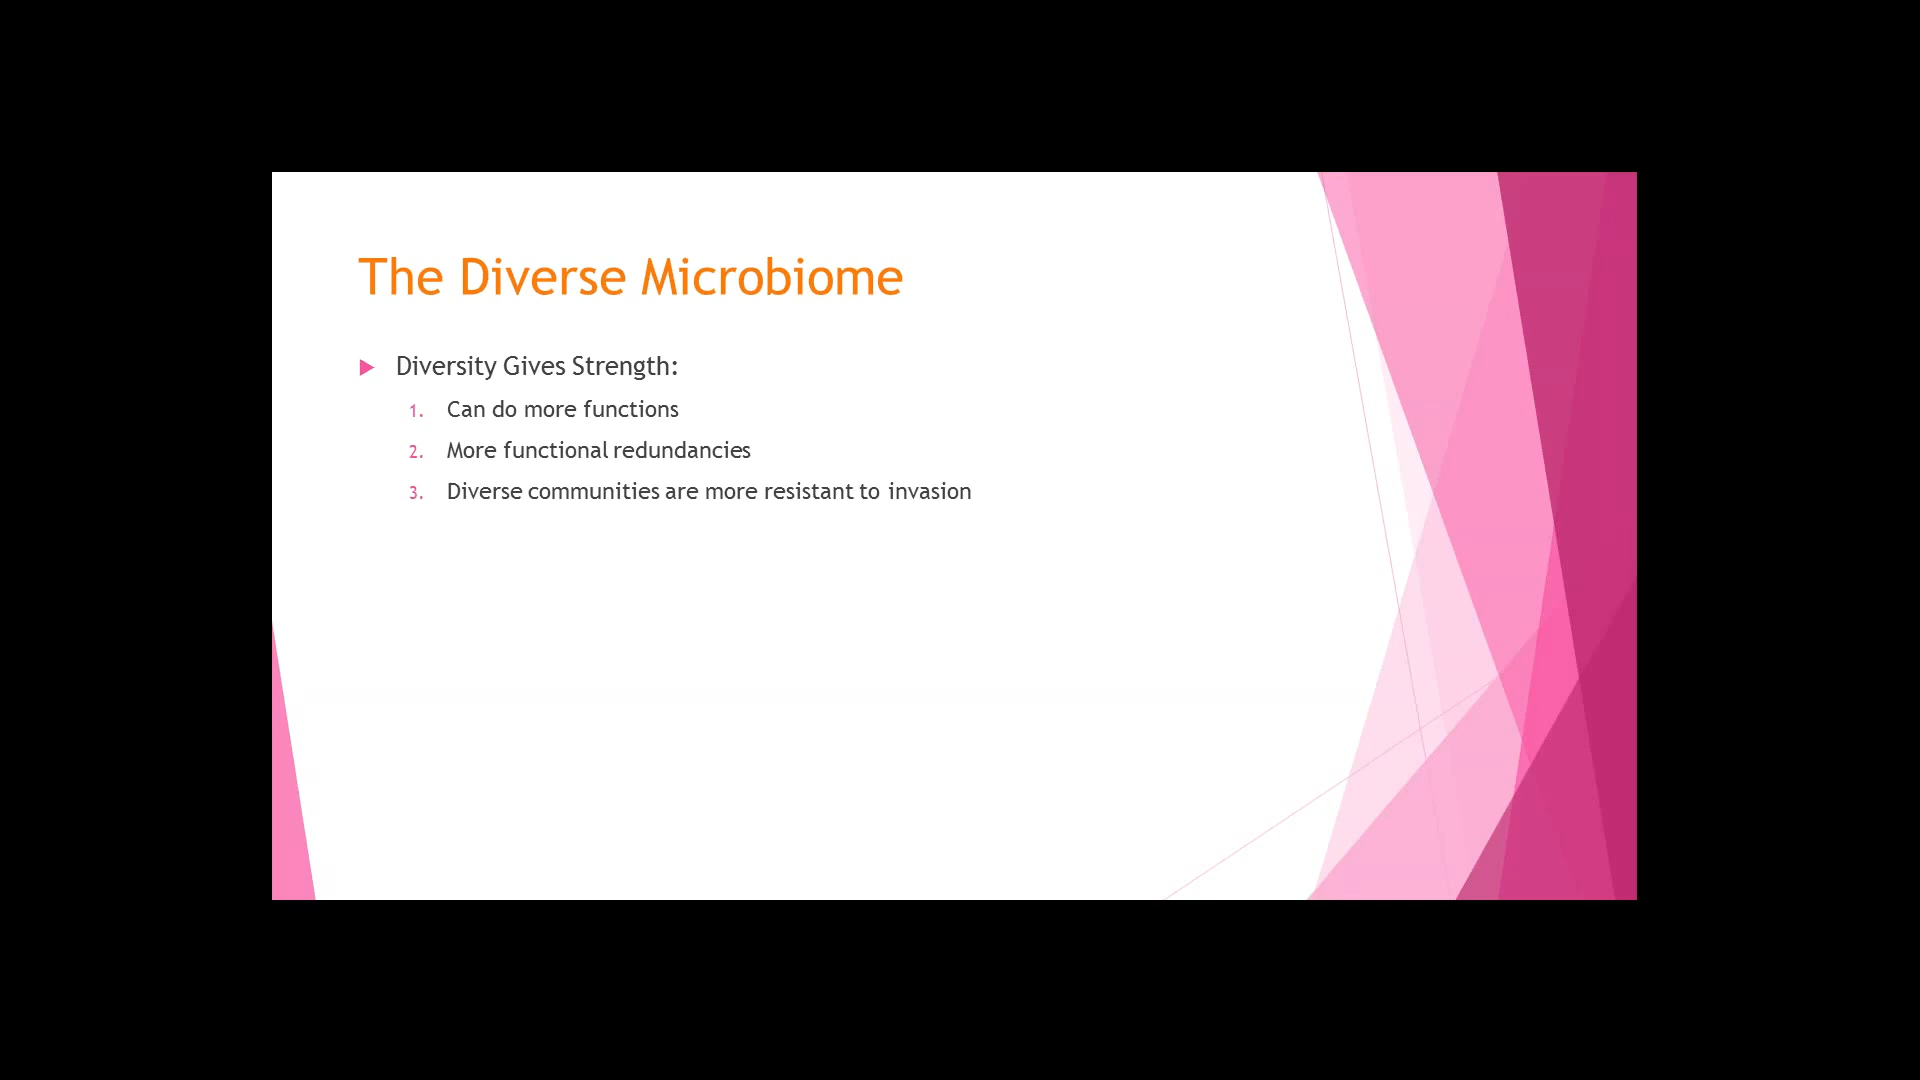 The Diverse Microbiome
Diversity Gives Strength:
1. Can do more functions
2. More functional redundancies
3. Diverse communities are more resistant to invasion